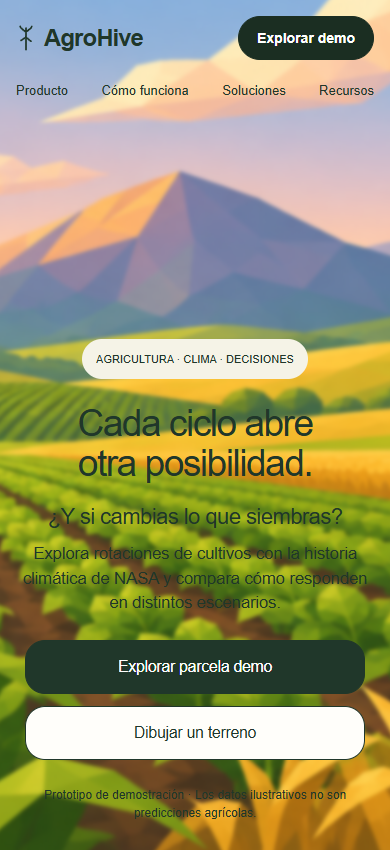 AgroHive
Explorar demo
Producto Cómo funciona Soluciones Recursos
AGRICULTURA · CLIMA · DECISIONES
Cada ciclo abre
otra posibilidad.
¿Y si cambias lo que siembras?
Explora rotaciones de cultivos con la historia
climática de NASA y compara cómo responden
en distintos escenarios.
Explorar parcela demo
Dibujar un terreno
Prototipo de demostración · Los datos ilustrativos no son
predicciones agrícolas.